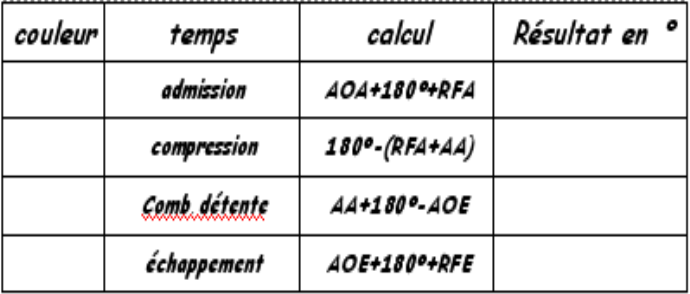 couleur temps calcul Résultat en °
admission AOA+180°+RFA
compression 180°-(RFA+AA)
Comb.détente AA+180°-AOE
échappement AOE+180°+RFE